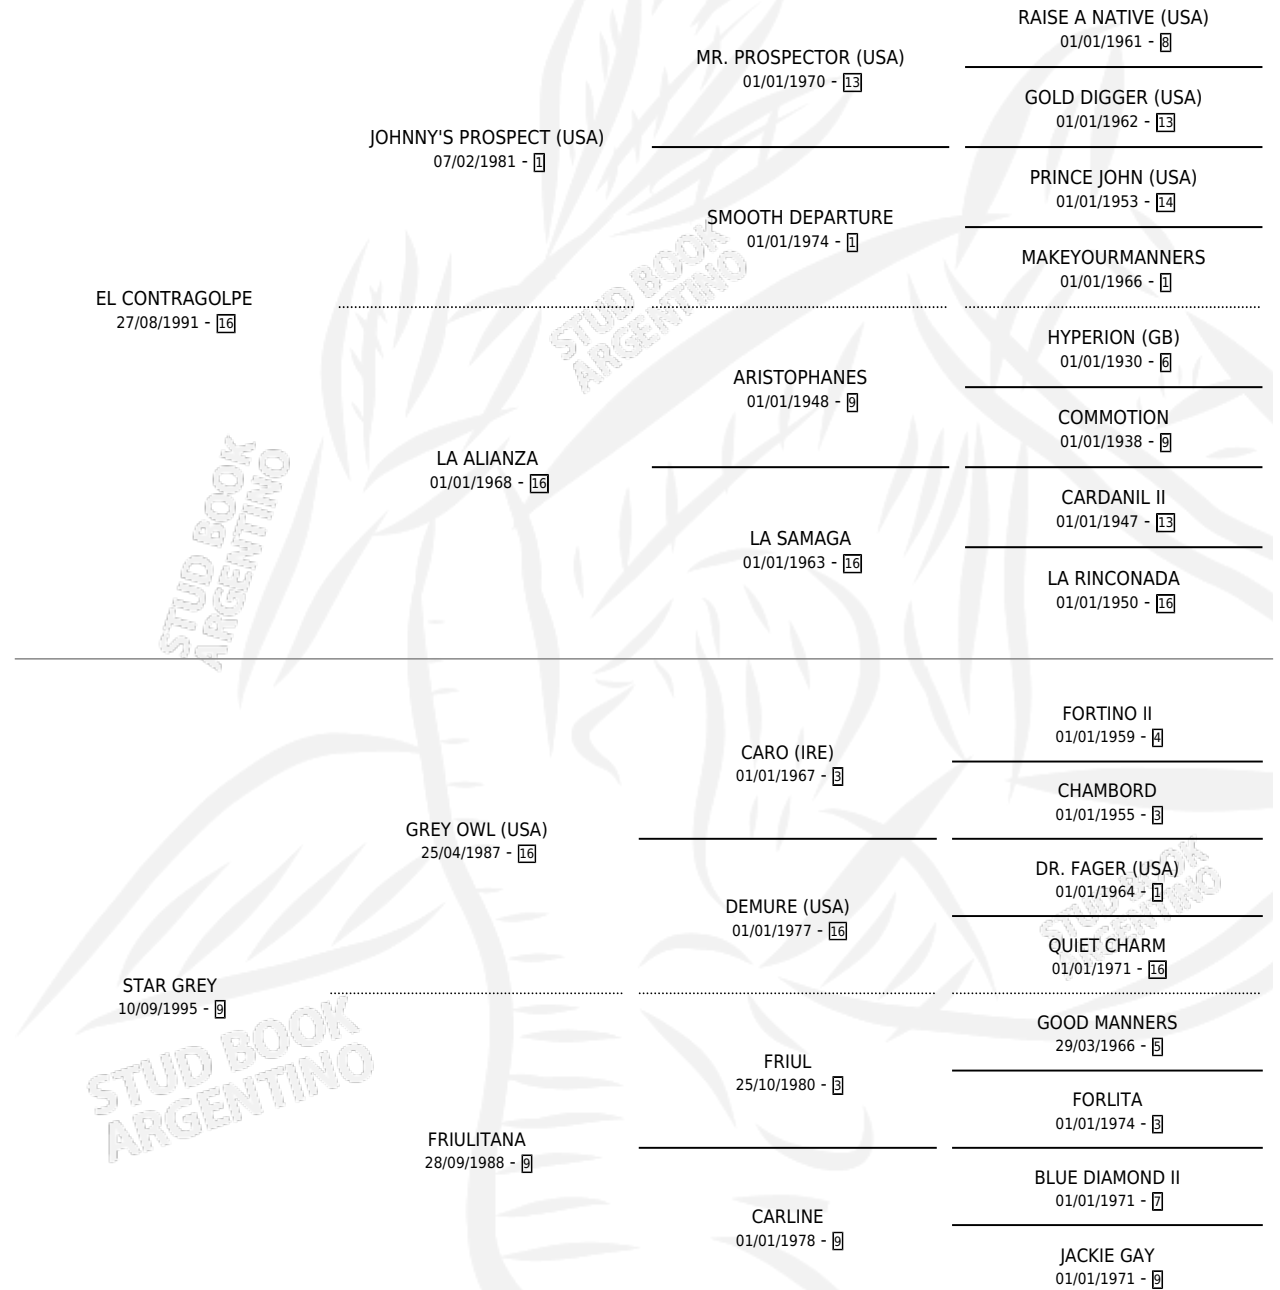 RAISE A NATIVE (USA)
01/01/1961 - 8
MR. PROSPECTOR (USA)
01/01/1970 - 13
GOLD DIGGER (USA)
01/01/1962 - 13
JOHNNY'S PROSPECT (USA)
07/02/1981 - 1
PRINCE JOHN (USA)
01/01/1953 - 14
SMOOTH DEPARTURE
01/01/1974 - 1
MAKEYOURMANNERS
01/01/1966 - 1
EL CONTRAGOLPE
27/08/1991 - 16
STUD BOOK
ARGENTINO
HYPERION (GB)
01/01/1930 - 6
ARISTOPHANES
01/01/1948 - 9
COMMOTION
01/01/1938 - 9
LA ALIANZA
01/01/1968 - 16
CARDANIL II
01/01/1947 - 13
LA SAMAGA
01/01/1963 - 16
LA RINCONADA
01/01/1950 - 16
STUD BOOK
ARGENTINO
FORTINO II
01/01/1959 - 4
CARO (IRE)
01/01/1967 - 3
CHAMBORD
01/01/1955 - 3
GREY OWL (USA)
25/04/1987 - 16
DR. FAGER (USA)
01/01/1964 - 1
DEMURE (USA)
01/01/1977 - 16
STUD BOOK
ARGENTINO
QUIET CHARM
01/01/1971 - 16
STAR GREY
10/09/1995 - 9
GOOD MANNERS
29/03/1966 - 5
FRIUL
25/10/1980 - 3
STUD BOOK
ARGENTINO
FORLITA
01/01/1974 - 3
FRIULITANA
28/09/1988 - 9
BLUE DIAMOND II
01/01/1971 - 7
CARLINE
01/01/1978 - 9
JACKIE GAY
01/01/1971 - 9